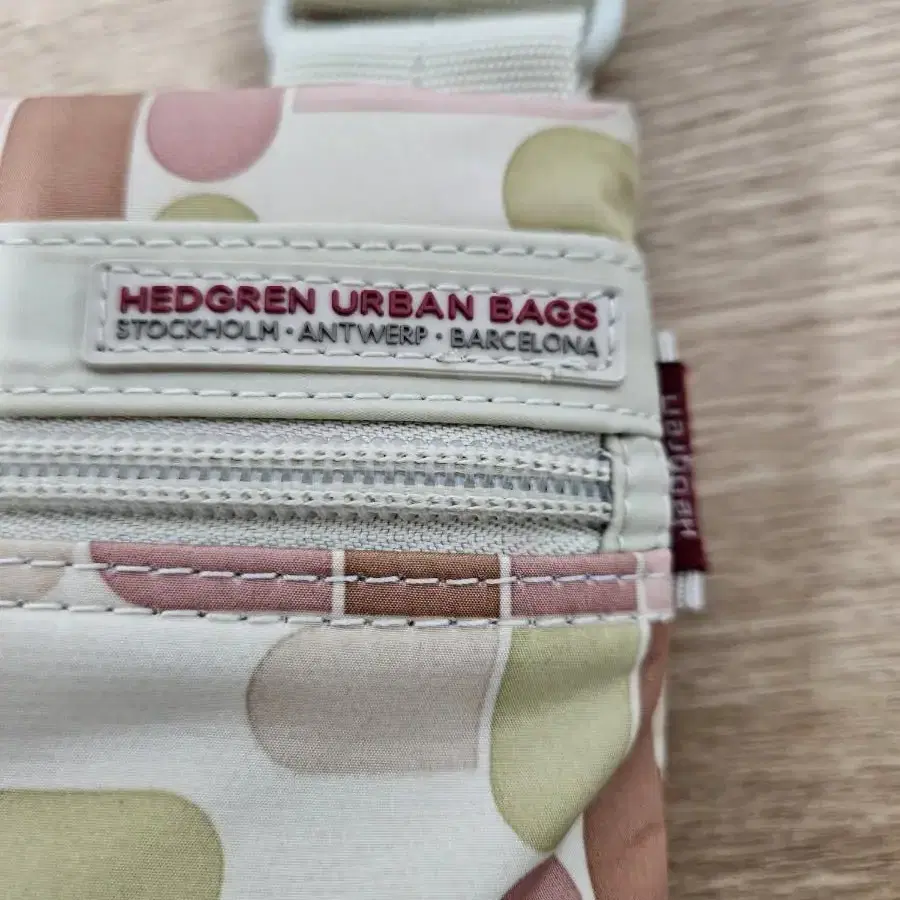 HEDGREN URBAN BAGS
STOCKHOLM · ANTWERP · BARCELONA
Hedgren